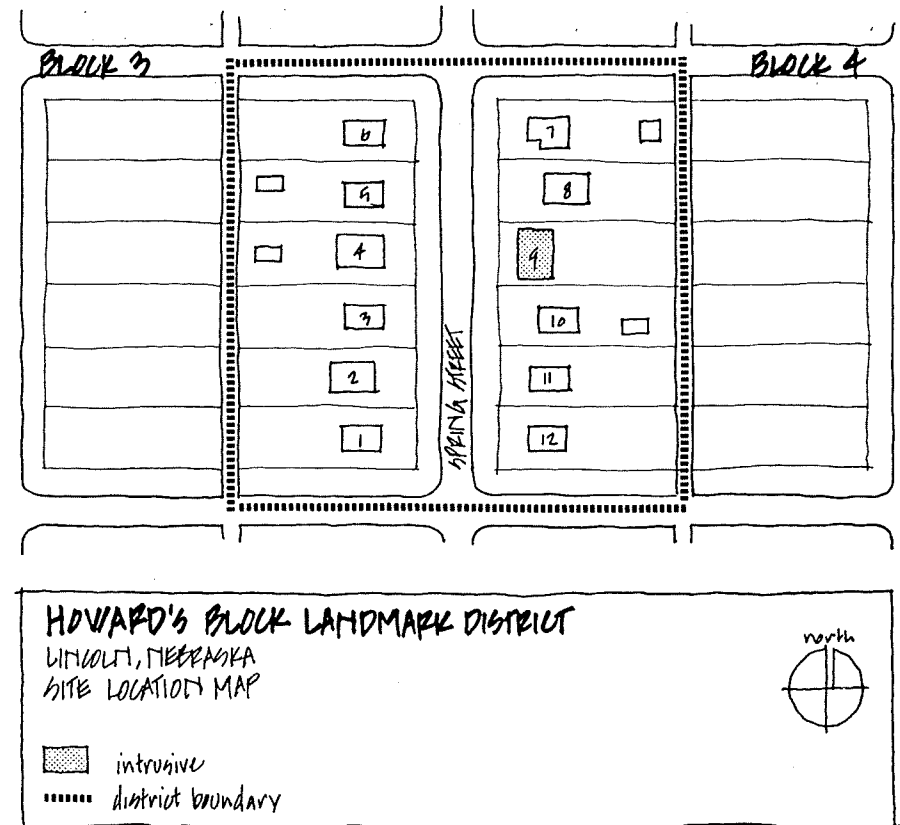 BLOCK 3
BLOCK 4
6
7
5
8
4
9
3
10
2
11
1
12
SPRING STREET
HOWARD'S BLOCK LANDMARK DISTRICT
LINCOLN, NEBRASKA
SITE LOCATION MAP
north
intrusive
district boundary